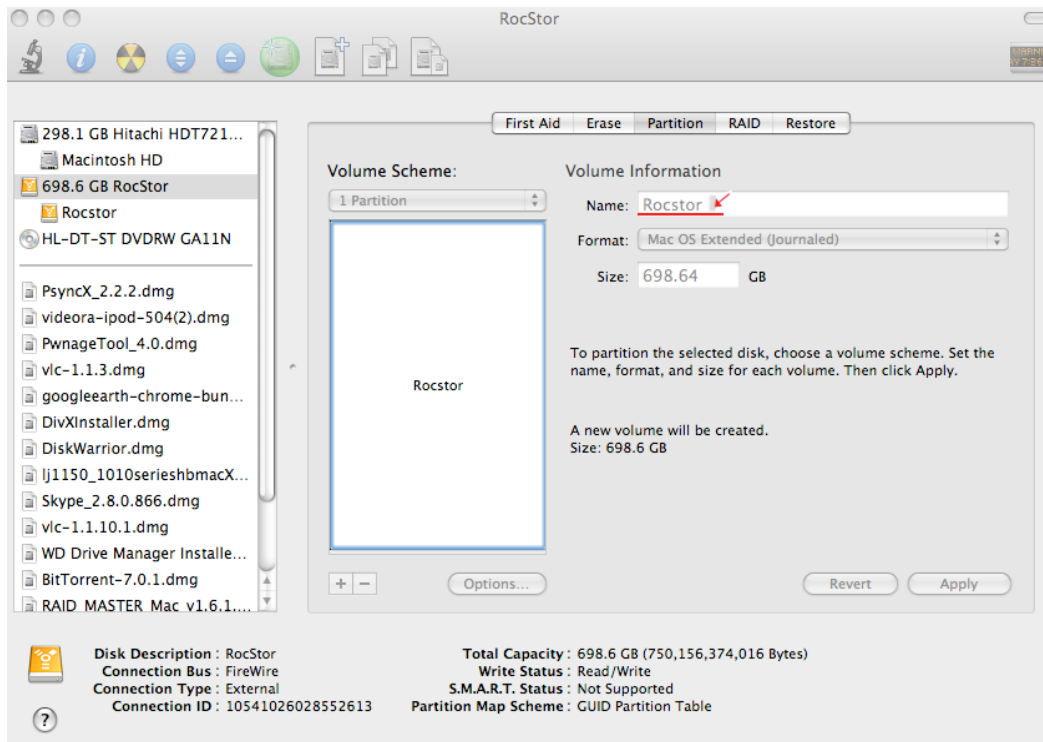 RocStor
First Aid Erase Partition RAID Restore
298.1 GB Hitachi HDT721...
Macintosh HD
698.6 GB RocStor
Rocstor
HL-DT-ST DVDRW GA11N
PsyncX_2.2.2.dmg
videora-ipod-504(2).dmg
PwnageTool_4.0.dmg
vlc-1.1.3.dmg
googleearth-chrome-bun...
DivXInstaller.dmg
DiskWarrior.dmg
lj1150_1010serieshbmacX...
Skype_2.8.0.866.dmg
vlc-1.1.10.1.dmg
WD Drive Manager Installe...
BitTorrent-7.0.1.dmg
RAID MASTER Mac v1.6.1....
Volume Scheme:
1 Partition
Rocstor
+ − Options...
Volume Information
Name: Rocstor
Format: Mac OS Extended (Journaled)
Size: 698.64 GB
To partition the selected disk, choose a volume scheme. Set the
name, format, and size for each volume. Then click Apply.
A new volume will be created.
Size: 698.6 GB
Revert Apply
Disk Description : RocStor
Connection Bus : FireWire
Connection Type : External
Connection ID : 10541026028552613
Total Capacity : 698.6 GB (750,156,374,016 Bytes)
Write Status : Read/Write
S.M.A.R.T. Status : Not Supported
Partition Map Scheme : GUID Partition Table
?